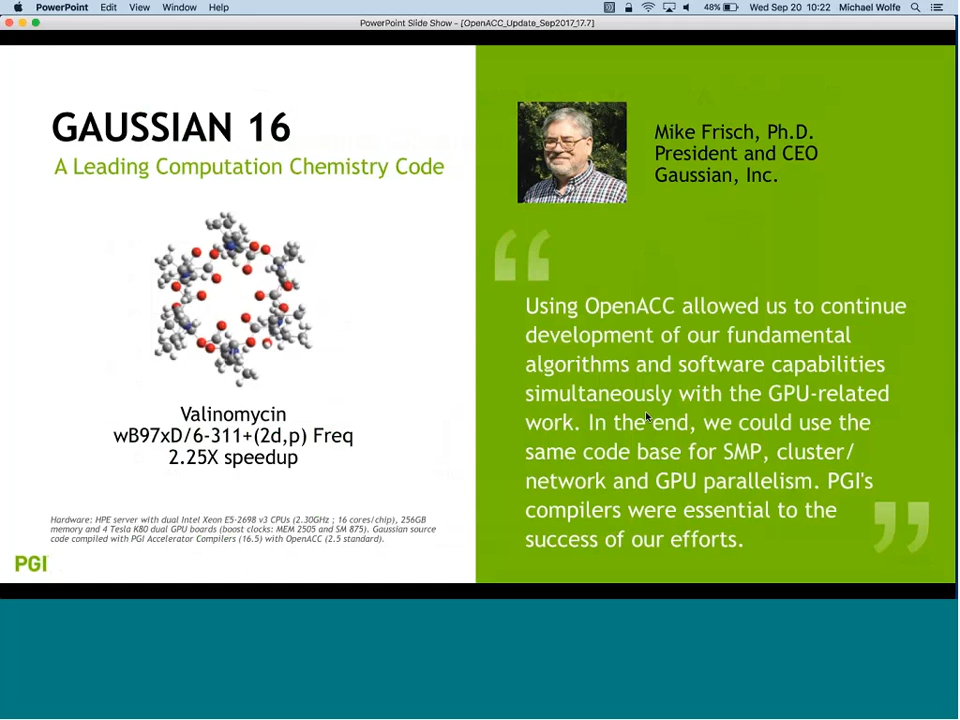 PowerPoint Edit View Window Help 48% Wed Sep 20 10:22 Michael Wolfe
PowerPoint Slide Show - [OpenACC_Update_Sep2017_17.7]
GAUSSIAN 16
A Leading Computation Chemistry Code
Valinomycin
wB97xD/6-311+(2d,p) Freq
2.25X speedup
Hardware: HPE server with dual Intel Xeon E5-2698 v3 CPUs (2.30GHz ; 16 cores/chip), 256GB
memory and 4 Tesla K80 dual GPU boards (boost clocks: MEM 2505 and SM 875). Gaussian source
code compiled with PGI Accelerator Compilers (16.5) with OpenACC (2.5 standard).
PGI
Mike Frisch, Ph.D.
President and CEO
Gaussian, Inc.
“
Using OpenACC allowed us to continue
development of our fundamental
algorithms and software capabilities
simultaneously with the GPU-related
work. In the end, we could use the
same code base for SMP, cluster/
network and GPU parallelism. PGI's
compilers were essential to the
success of our efforts.
”